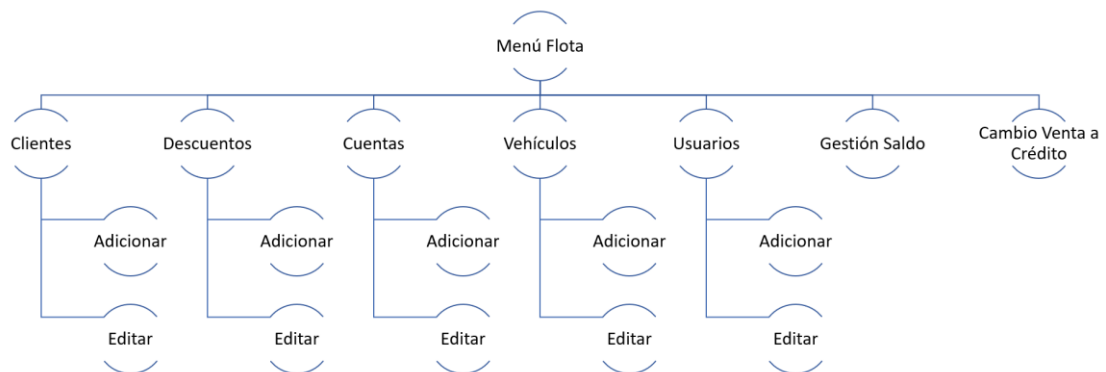 Menú Flota
Clientes
Descuentos
Cuentas
Vehículos
Usuarios
Gestión Saldo
Cambio Venta a
Crédito
Adicionar
Adicionar
Adicionar
Adicionar
Adicionar
Editar
Editar
Editar
Editar
Editar